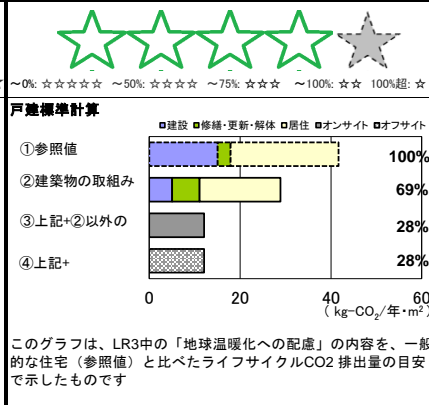 ～0%: ☆☆☆☆☆ ～50%: ☆☆☆☆ ～75%: ☆☆☆ ～100%: ☆☆ 100%超: ☆
戸建標準計算
■建設 ■修繕・更新・解体 ■居住 ■オンサイト ■オフサイト
①参照値 100%
②建築物の取組み 69%
③上記+②以外の 28%
④上記+ 28%
0 20 40 60
( kg-CO2/年・m2 )
このグラフは、LR3中の「地球温暖化への配慮」の内容を、一般
的な住宅（参照値）と比べたライフサイクルCO2 排出量の目安
で示したものです